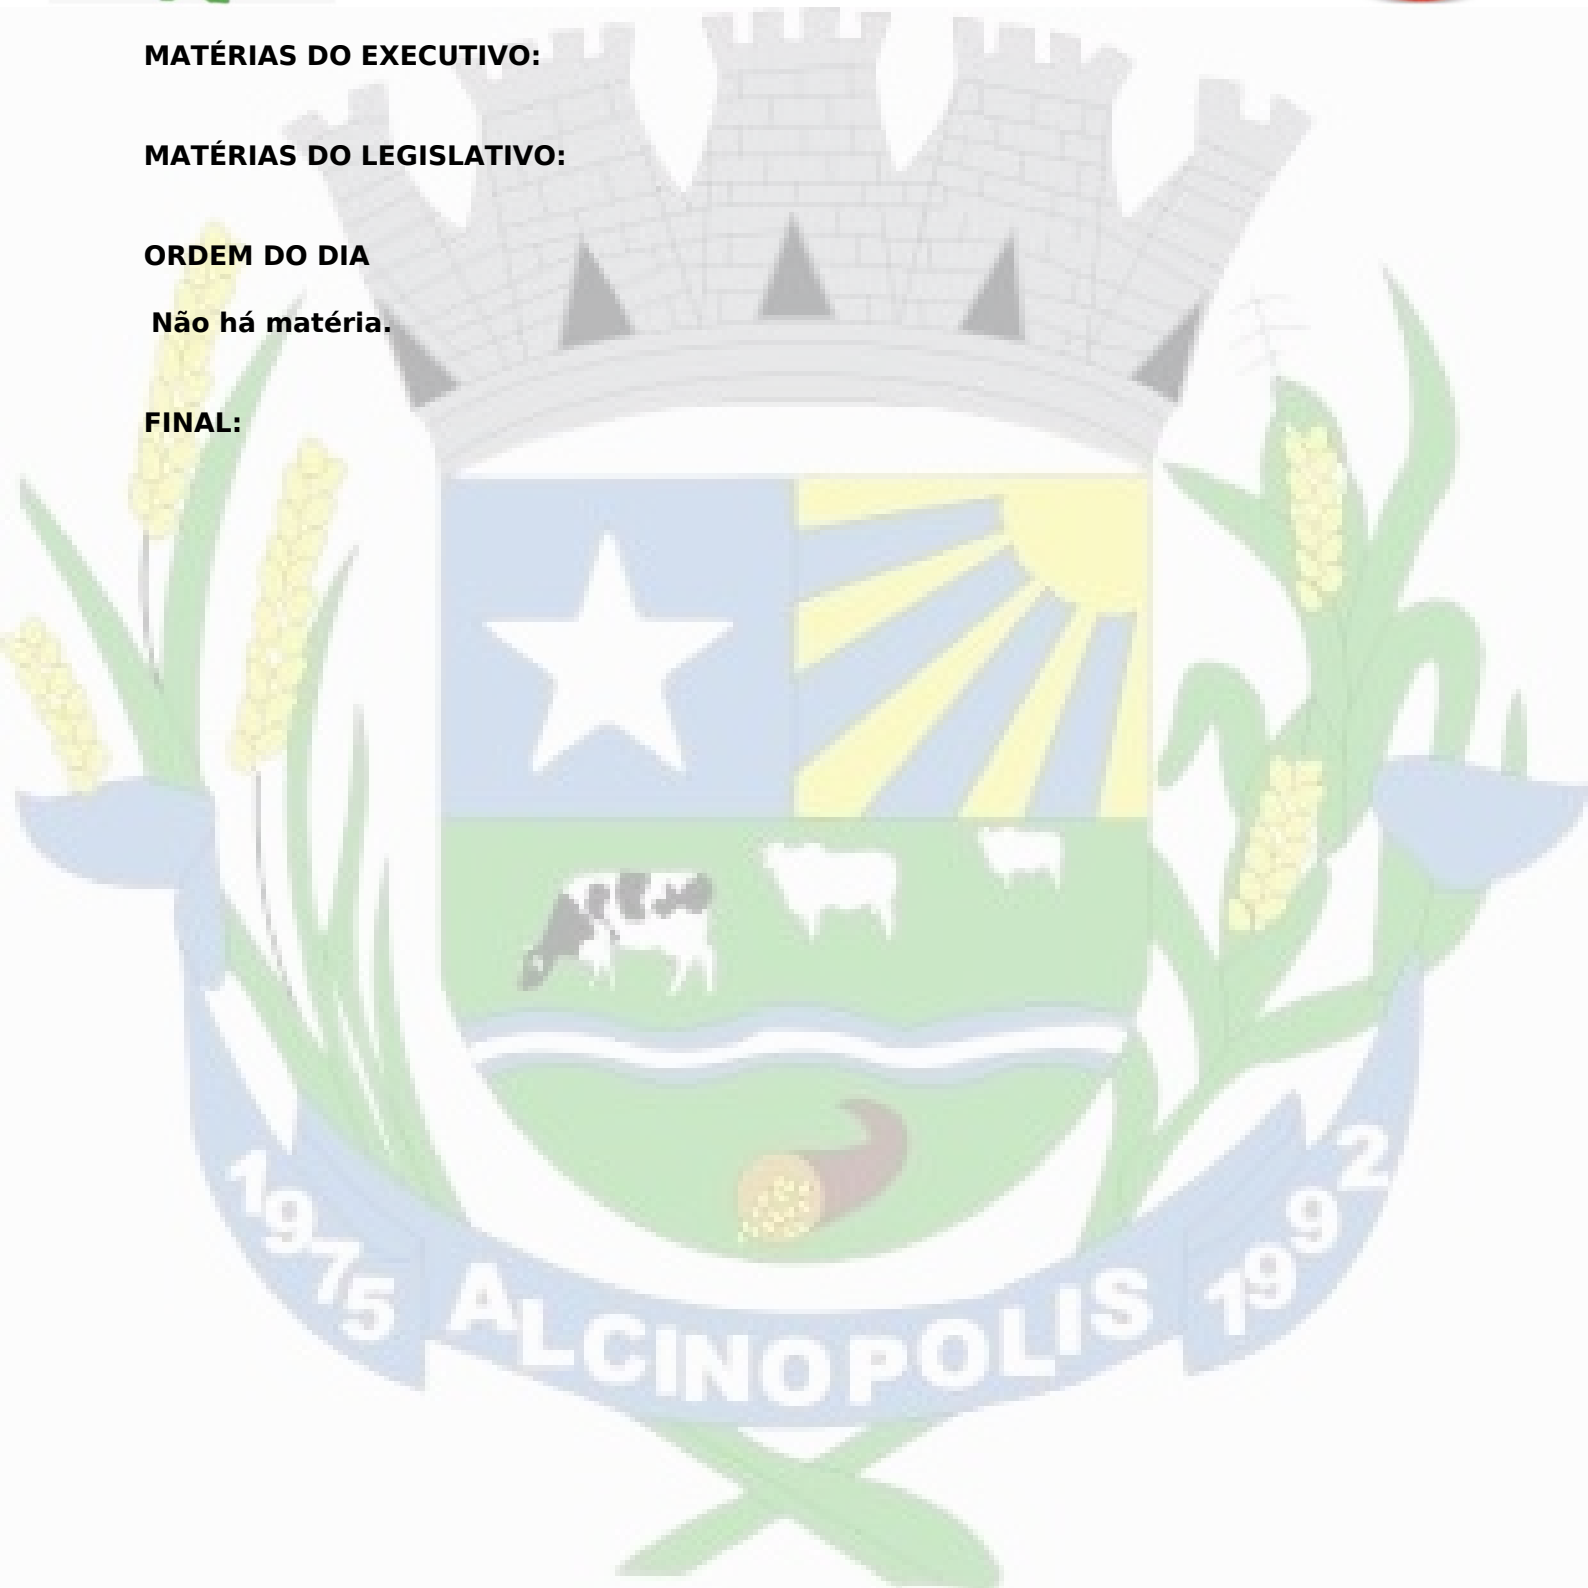 MATÉRIAS DO EXECUTIVO:
MATÉRIAS DO LEGISLATIVO:
ORDEM DO DIA
Não há matéria.
FINAL:
1975 ALCINOPOLIS 1992